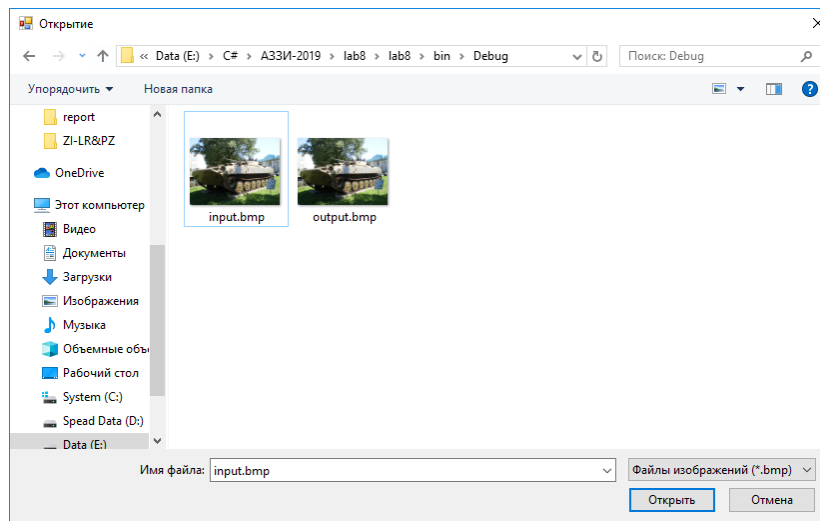 Открытие
« Data (E:) › C# › АЗЗИ-2019 › lab8 › lab8 › bin › Debug
Поиск: Debug
Упорядочить
Новая папка
?
report
ZI-LR&PZ
OneDrive
Этот компьютер
Видео
Документы
Загрузки
Изображения
Музыка
Объемные объ
Рабочий стол
System (C:)
Spead Data (D:)
Data (E:)
input.bmp
output.bmp
Имя файла:
input.bmp
Файлы изображений (*.bmp)
Открыть
Отмена